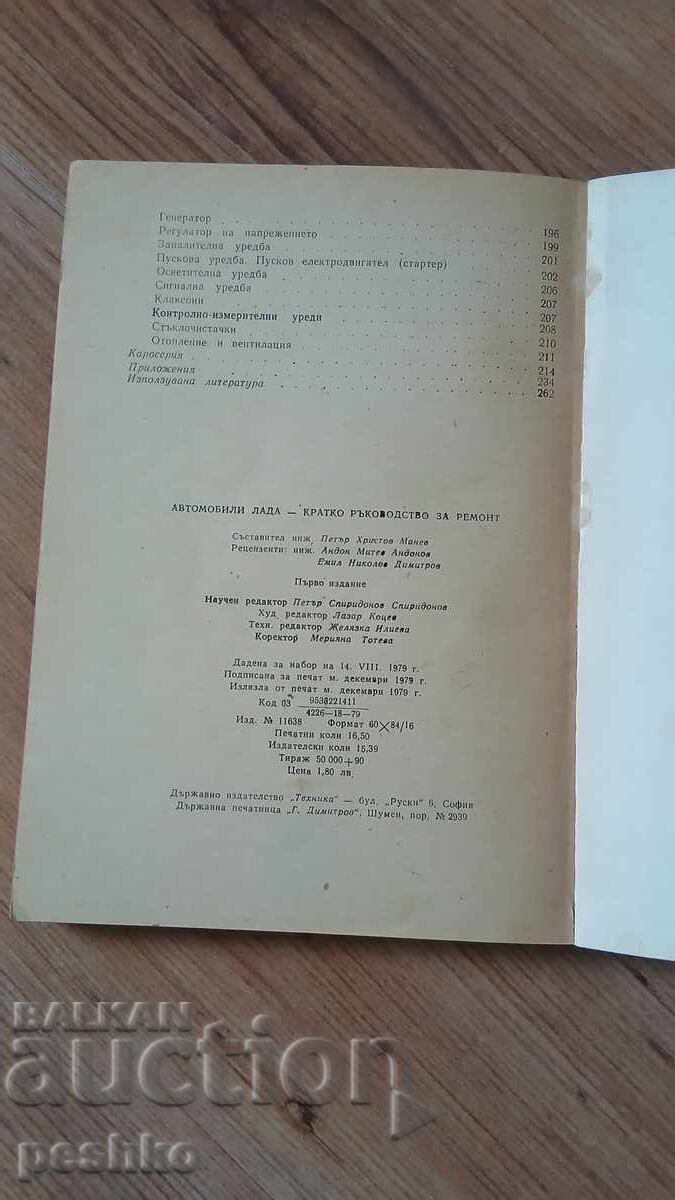 Генератор . . . . . . . . . . . . . . . 196
Регулатор на напрежението . . . . . . . . . . 199
Запалителна уредба . . . . . . . . . . . . 201
Пускова уредба. Пусков електродвигател (стартер) . . . 202
Осветителна уредба . . . . . . . . . . . . 206
Сигнална уредба . . . . . . . . . . . . . 207
Клаксони . . . . . . . . . . . . . . . 207
Контролно-измерителни уреди . . . . . . . . . 208
Стъклочистачки . . . . . . . . . . . . . 210
Отопление и вентилация . . . . . . . . . . . 211
Каросерия . . . . . . . . . . . . . . . 214
Приложения . . . . . . . . . . . . . . . 234
Използувана литература . . . . . . . . . . . 262
АВТОМОБИЛИ ЛАДА — КРАТКО РЪКОВОДСТВО ЗА РЕМОНТ
Съставител инж. Петър Христов Манев
Рецензенти: инж. Андон Митев Андонов
Емил Николов Димитров
Първо издание
Научен редактор Петър Спиридонов Спиридонов
Худ. редактор Лазар Коцев
Техн. редактор Желязка Илиева
Коректор Мерияна Тотева
Дадена за набор на 14. VIII. 1979 г.
Подписана за печат м. декември 1979 г.
Излязла от печат м. декември 1979 г.
Код 03 9533221411
4226—18—79
Изд. № 11638 Формат 60×84/16
Печатни коли 16,50
Издателски коли 15,39
Тираж 50 000+90
Цена 1,80 лв.
Държавно издателство „Техника“ — бул. „Руски“ 6, София
Държавна печатница „Г. Димитров“, Шумен, пор. № 2939
BALKAN
auction
peshko